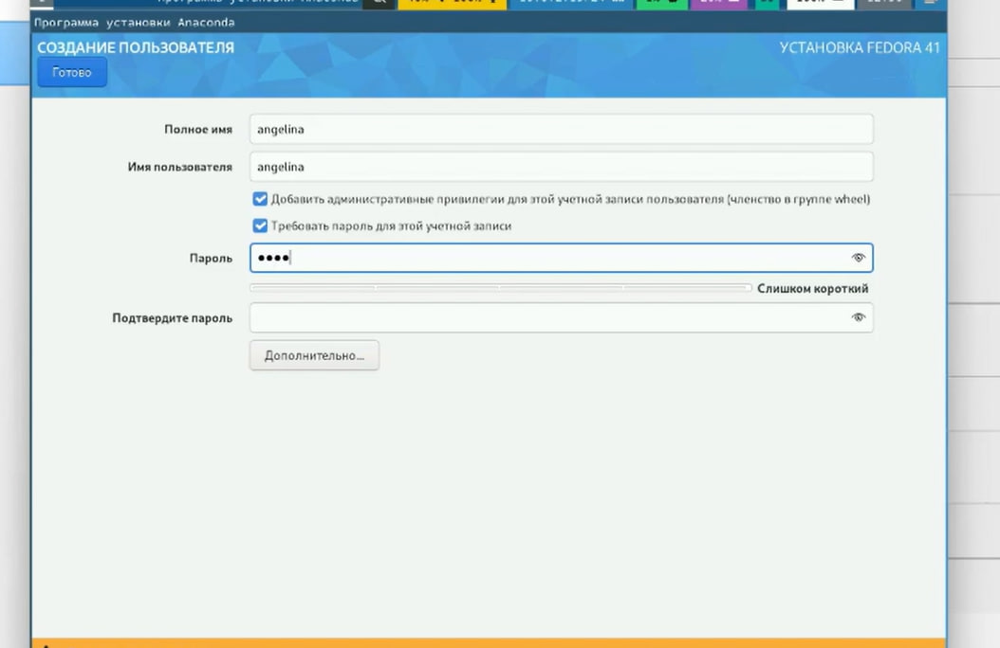 Программа установки Anaconda
СОЗДАНИЕ ПОЛЬЗОВАТЕЛЯ
УСТАНОВКА FEDORA 41
Готово
Полное имя
angelina
Имя пользователя
angelina
Добавить административные привилегии для этой учетной записи пользователя (членство в группе wheel)
Требовать пароль для этой учетной записи
Пароль
••••
Слишком короткий
Подтвердите пароль
Дополнительно...